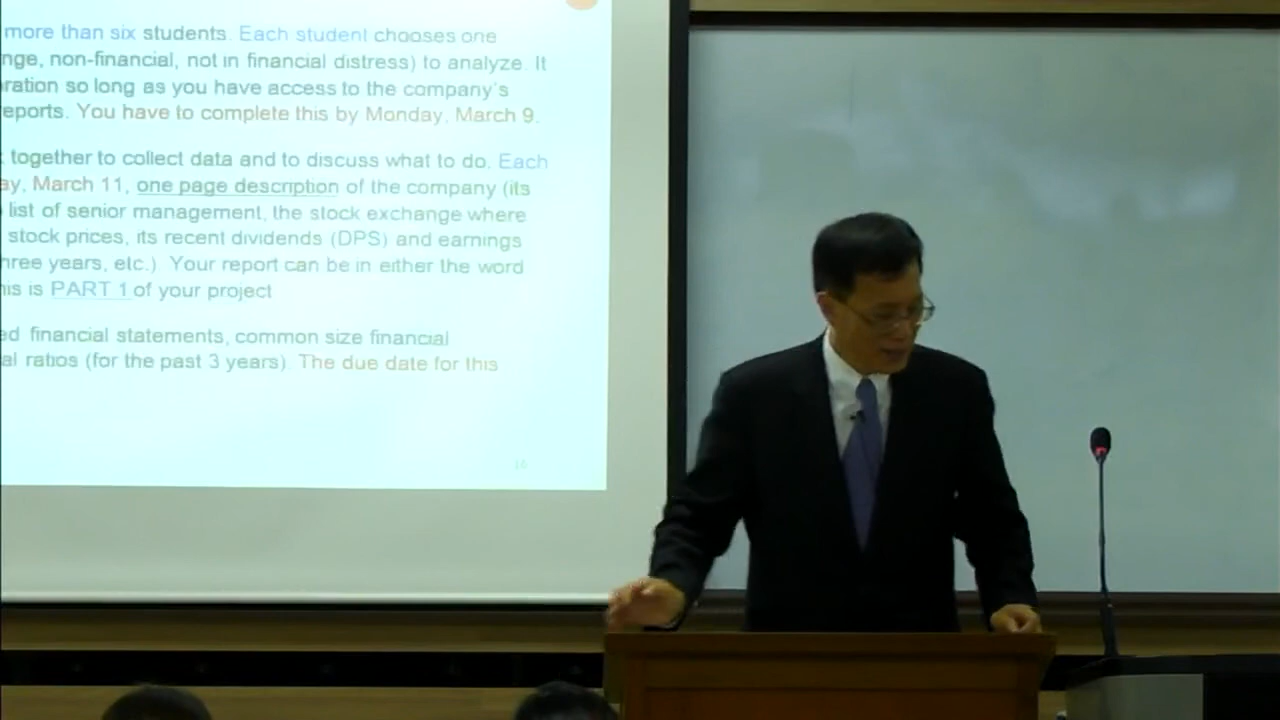 more than six students. Each student chooses one
nge, non-financial, not in financial distress) to analyze. It
ration so long as you have access to the company's
eports. You have to complete this by Monday, March 9.
together to collect data and to discuss what to do. Each
ay, March 11, one page description of the company (its
list of senior management, the stock exchange where
stock prices, its recent dividends (DPS) and earnings
hree years, etc.) Your report can be in either the word
his is PART 1 of your project
ed financial statements, common size financial
al ratios (for the past 3 years). The due date for this